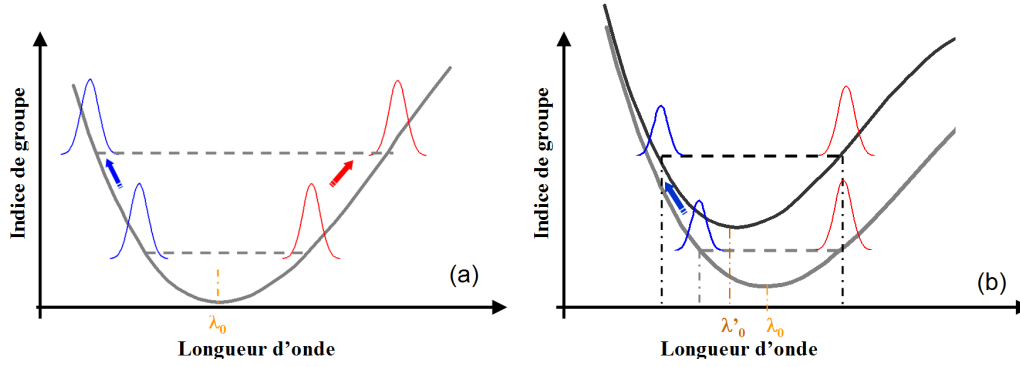 Indice de groupe
(a)
λ₀
Longueur d'onde
Indice de groupe
(b)
λ'₀ λ₀
Longueur d'onde